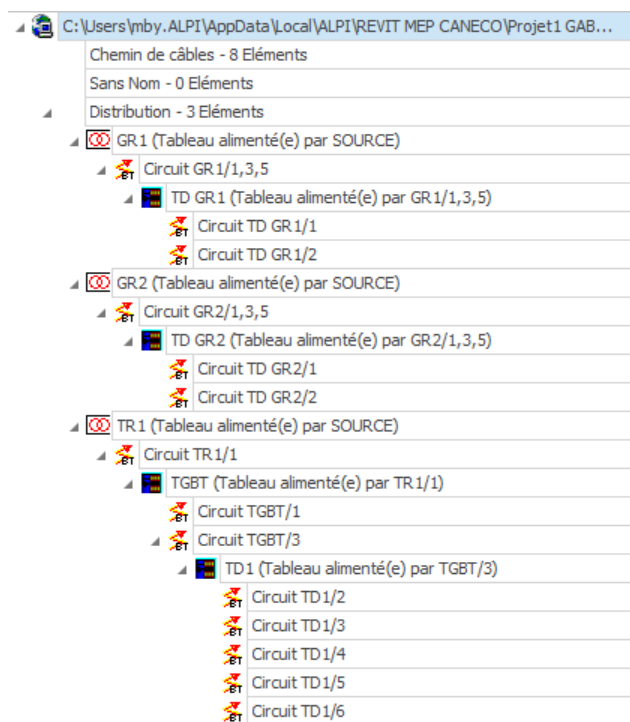 C:\Users\mby.ALPI\AppData\Local\ALPI\REVIT MEP CANECO\Projet1 GAB...
Chemin de câbles - 8 Eléments
Sans Nom - 0 Eléments
Distribution - 3 Eléments
GR1 (Tableau alimenté(e) par SOURCE)
Circuit GR1/1,3,5
TD GR1 (Tableau alimenté(e) par GR1/1,3,5)
Circuit TD GR1/1
Circuit TD GR1/2
GR2 (Tableau alimenté(e) par SOURCE)
Circuit GR2/1,3,5
TD GR2 (Tableau alimenté(e) par GR2/1,3,5)
Circuit TD GR2/1
Circuit TD GR2/2
TR1 (Tableau alimenté(e) par SOURCE)
Circuit TR1/1
TGBT (Tableau alimenté(e) par TR1/1)
Circuit TGBT/1
Circuit TGBT/3
TD1 (Tableau alimenté(e) par TGBT/3)
Circuit TD1/2
Circuit TD1/3
Circuit TD1/4
Circuit TD1/5
Circuit TD1/6